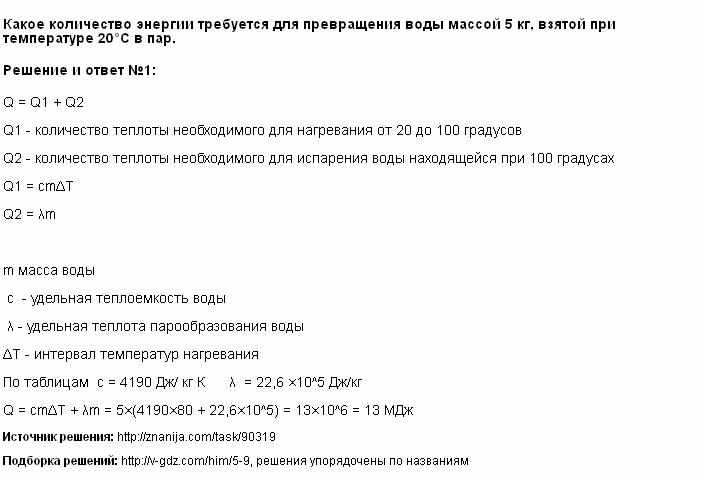 Какое количество энергии требуется для превращения воды массой 5 кг, взятой при
температуре 20°С в пар.
Решение и ответ №1:
Q = Q1 + Q2
Q1 - количество теплоты необходимого для нагревания от 20 до 100 градусов
Q2 - количество теплоты необходимого для испарения воды находящейся при 100 градусах
Q1 = cmΔT
Q2 = λm
m масса воды
c - удельная теплоемкость воды
λ - удельная теплота парообразования воды
ΔT - интервал температур нагревания
По таблицам с = 4190 Дж/ кг К λ = 22,6 ×10^5 Дж/кг
Q = cmΔT + λm = 5×(4190×80 + 22,6×10^5) = 13×10^6 = 13 МДж
Источник решения: http://znanija.com/task/90319
Подборка решений: http://v-gdz.com/him/5-9, решения упорядочены по названиям